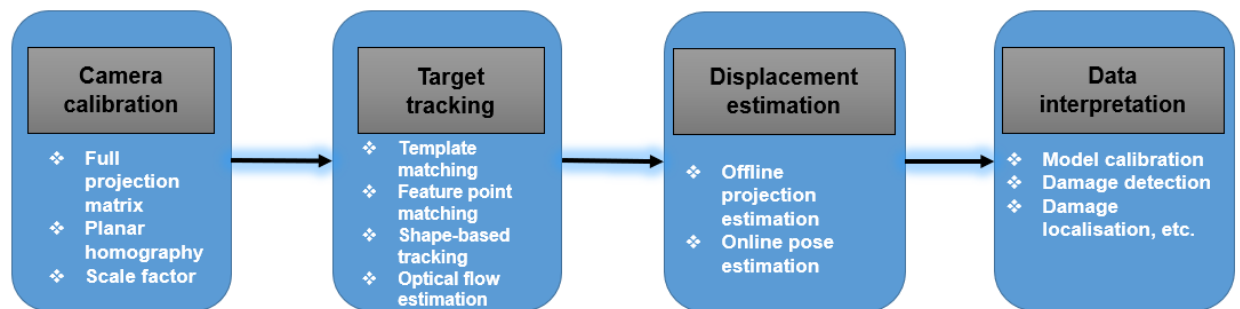 Camera
calibration
❖ Full
projection
matrix
❖ Planar
homography
❖ Scale factor
Target
tracking
❖ Template
matching
❖ Feature point
matching
❖ Shape-based
tracking
❖ Optical flow
estimation
Displacement
estimation
❖ Offline
projection
estimation
❖ Online pose
estimation
Data
interpretation
❖ Model calibration
❖ Damage detection
❖ Damage
localisation, etc.